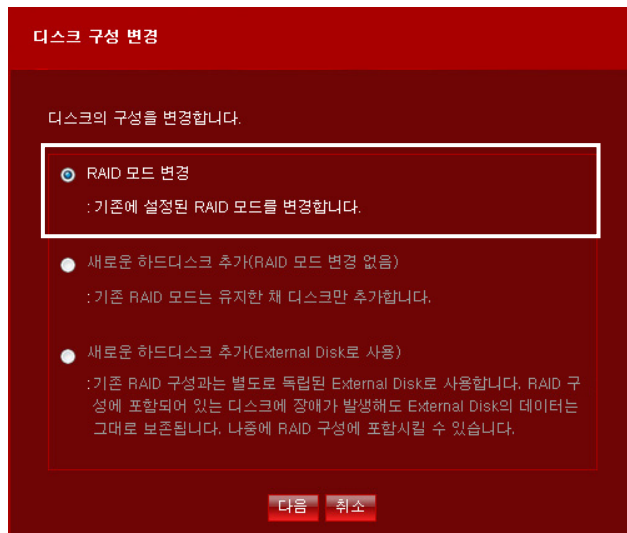 디스크 구성 변경
디스크의 구성을 변경합니다.
RAID 모드 변경
:기존에 설정된 RAID 모드를 변경합니다.
새로운 하드디스크 추가(RAID 모드 변경 없음)
:기존 RAID 모드는 유지한 채 디스크만 추가합니다.
새로운 하드디스크 추가(External Disk로 사용)
:기존 RAID 구성과는 별도로 독립된 External Disk로 사용합니다. RAID 구
성에 포함되어 있는 디스크에 장애가 발생해도 External Disk의 데이터는
그대로 보존됩니다. 나중에 RAID 구성에 포함시킬 수 있습니다.
다음 취소